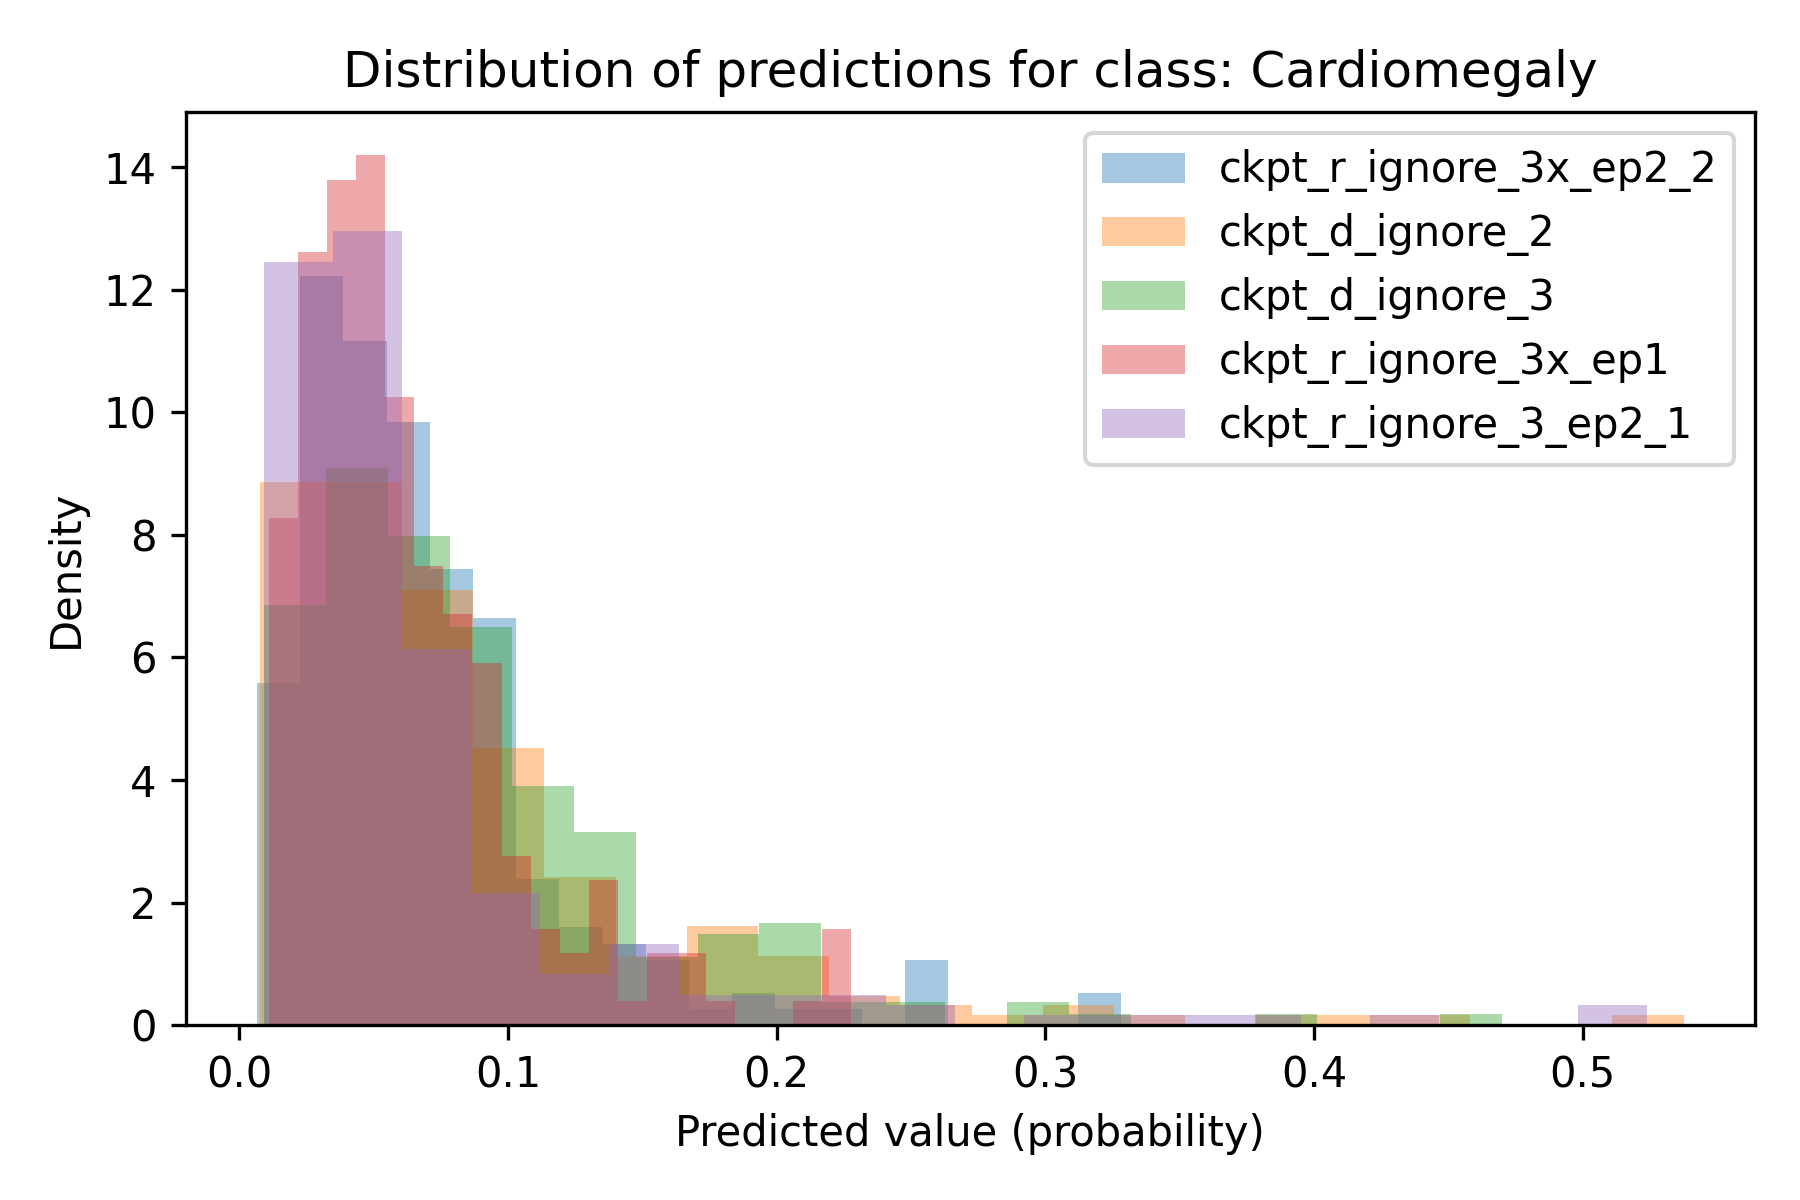 Distribution of predictions for class: Cardiomegaly
ckpt_r_ignore_3x_ep2_2
ckpt_d_ignore_2
ckpt_d_ignore_3
ckpt_r_ignore_3x_ep1
ckpt_r_ignore_3_ep2_1
Density
14
12
10
8
6
4
2
0
0.0 0.1 0.2 0.3 0.4 0.5
Predicted value (probability)